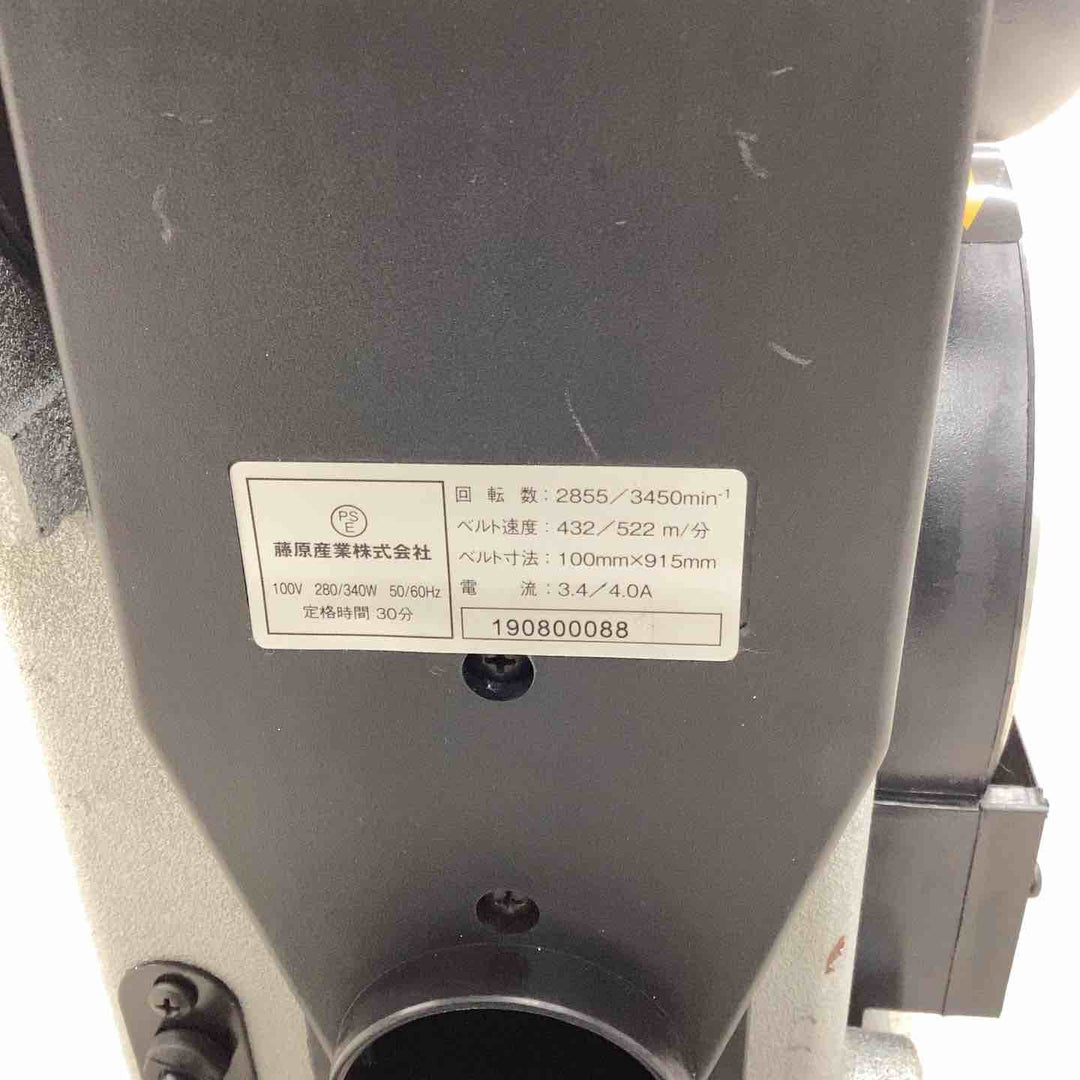 PS
E
藤原産業株式会社
100V 280/340W 50/60Hz
定格時間 30分
回転数：2855／3450min-1
ベルト速度：432／522 m/分
ベルト寸法：100mm×915mm
電流：3.4／4.0A
190800088